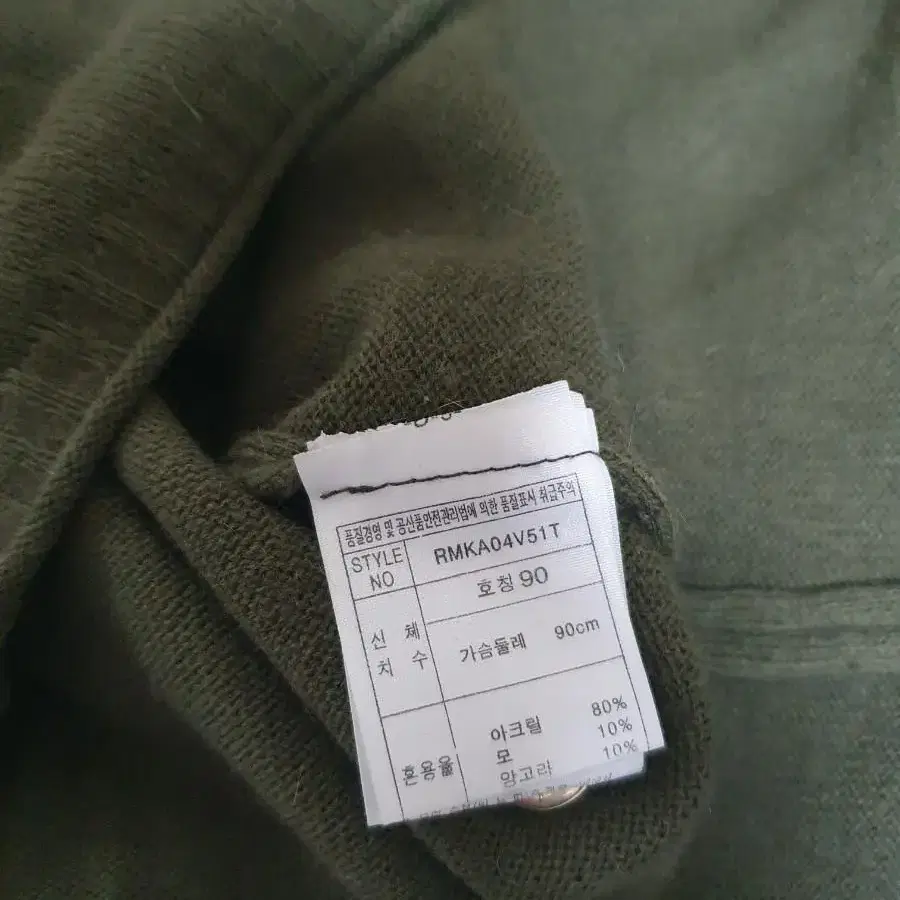 품질경영 및 공산품안전관리법에 의한 품질표시 취급주의
STYLE NO RMKA04V51T
호칭 90
신체 치수 가슴둘레 90cm
혼용율 아크릴 80%
모 10%
앙고라 10%